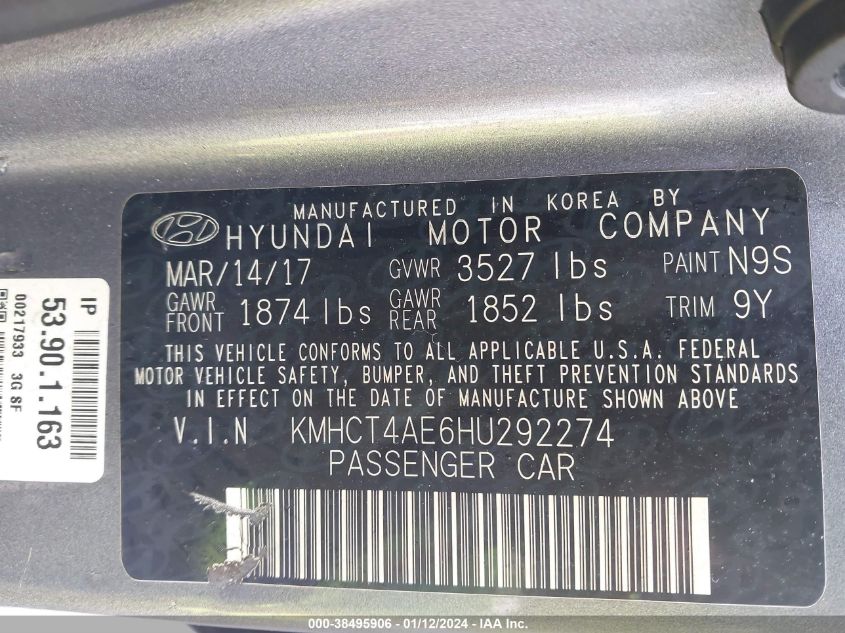 MANUFACTURED IN KOREA BY
HYUNDAI MOTOR COMPANY
MAR/14/17 GVWR 3527 lbs PAINT N9S
GAWR FRONT 1874 lbs GAWR REAR 1852 lbs TRIM 9Y
THIS VEHICLE CONFORMS TO ALL APPLICABLE U.S.A. FEDERAL
MOTOR VEHICLE SAFETY, BUMPER, AND THEFT PREVENTION STANDARDS
IN EFFECT ON THE DATE OF MANUFACTURE SHOWN ABOVE
V.I.N KMHCT4AE6HU292274
PASSENGER CAR
IP
53.90.1.163
00217933 3G 8F
000-38495906 - 01/12/2024 - IAA Inc.